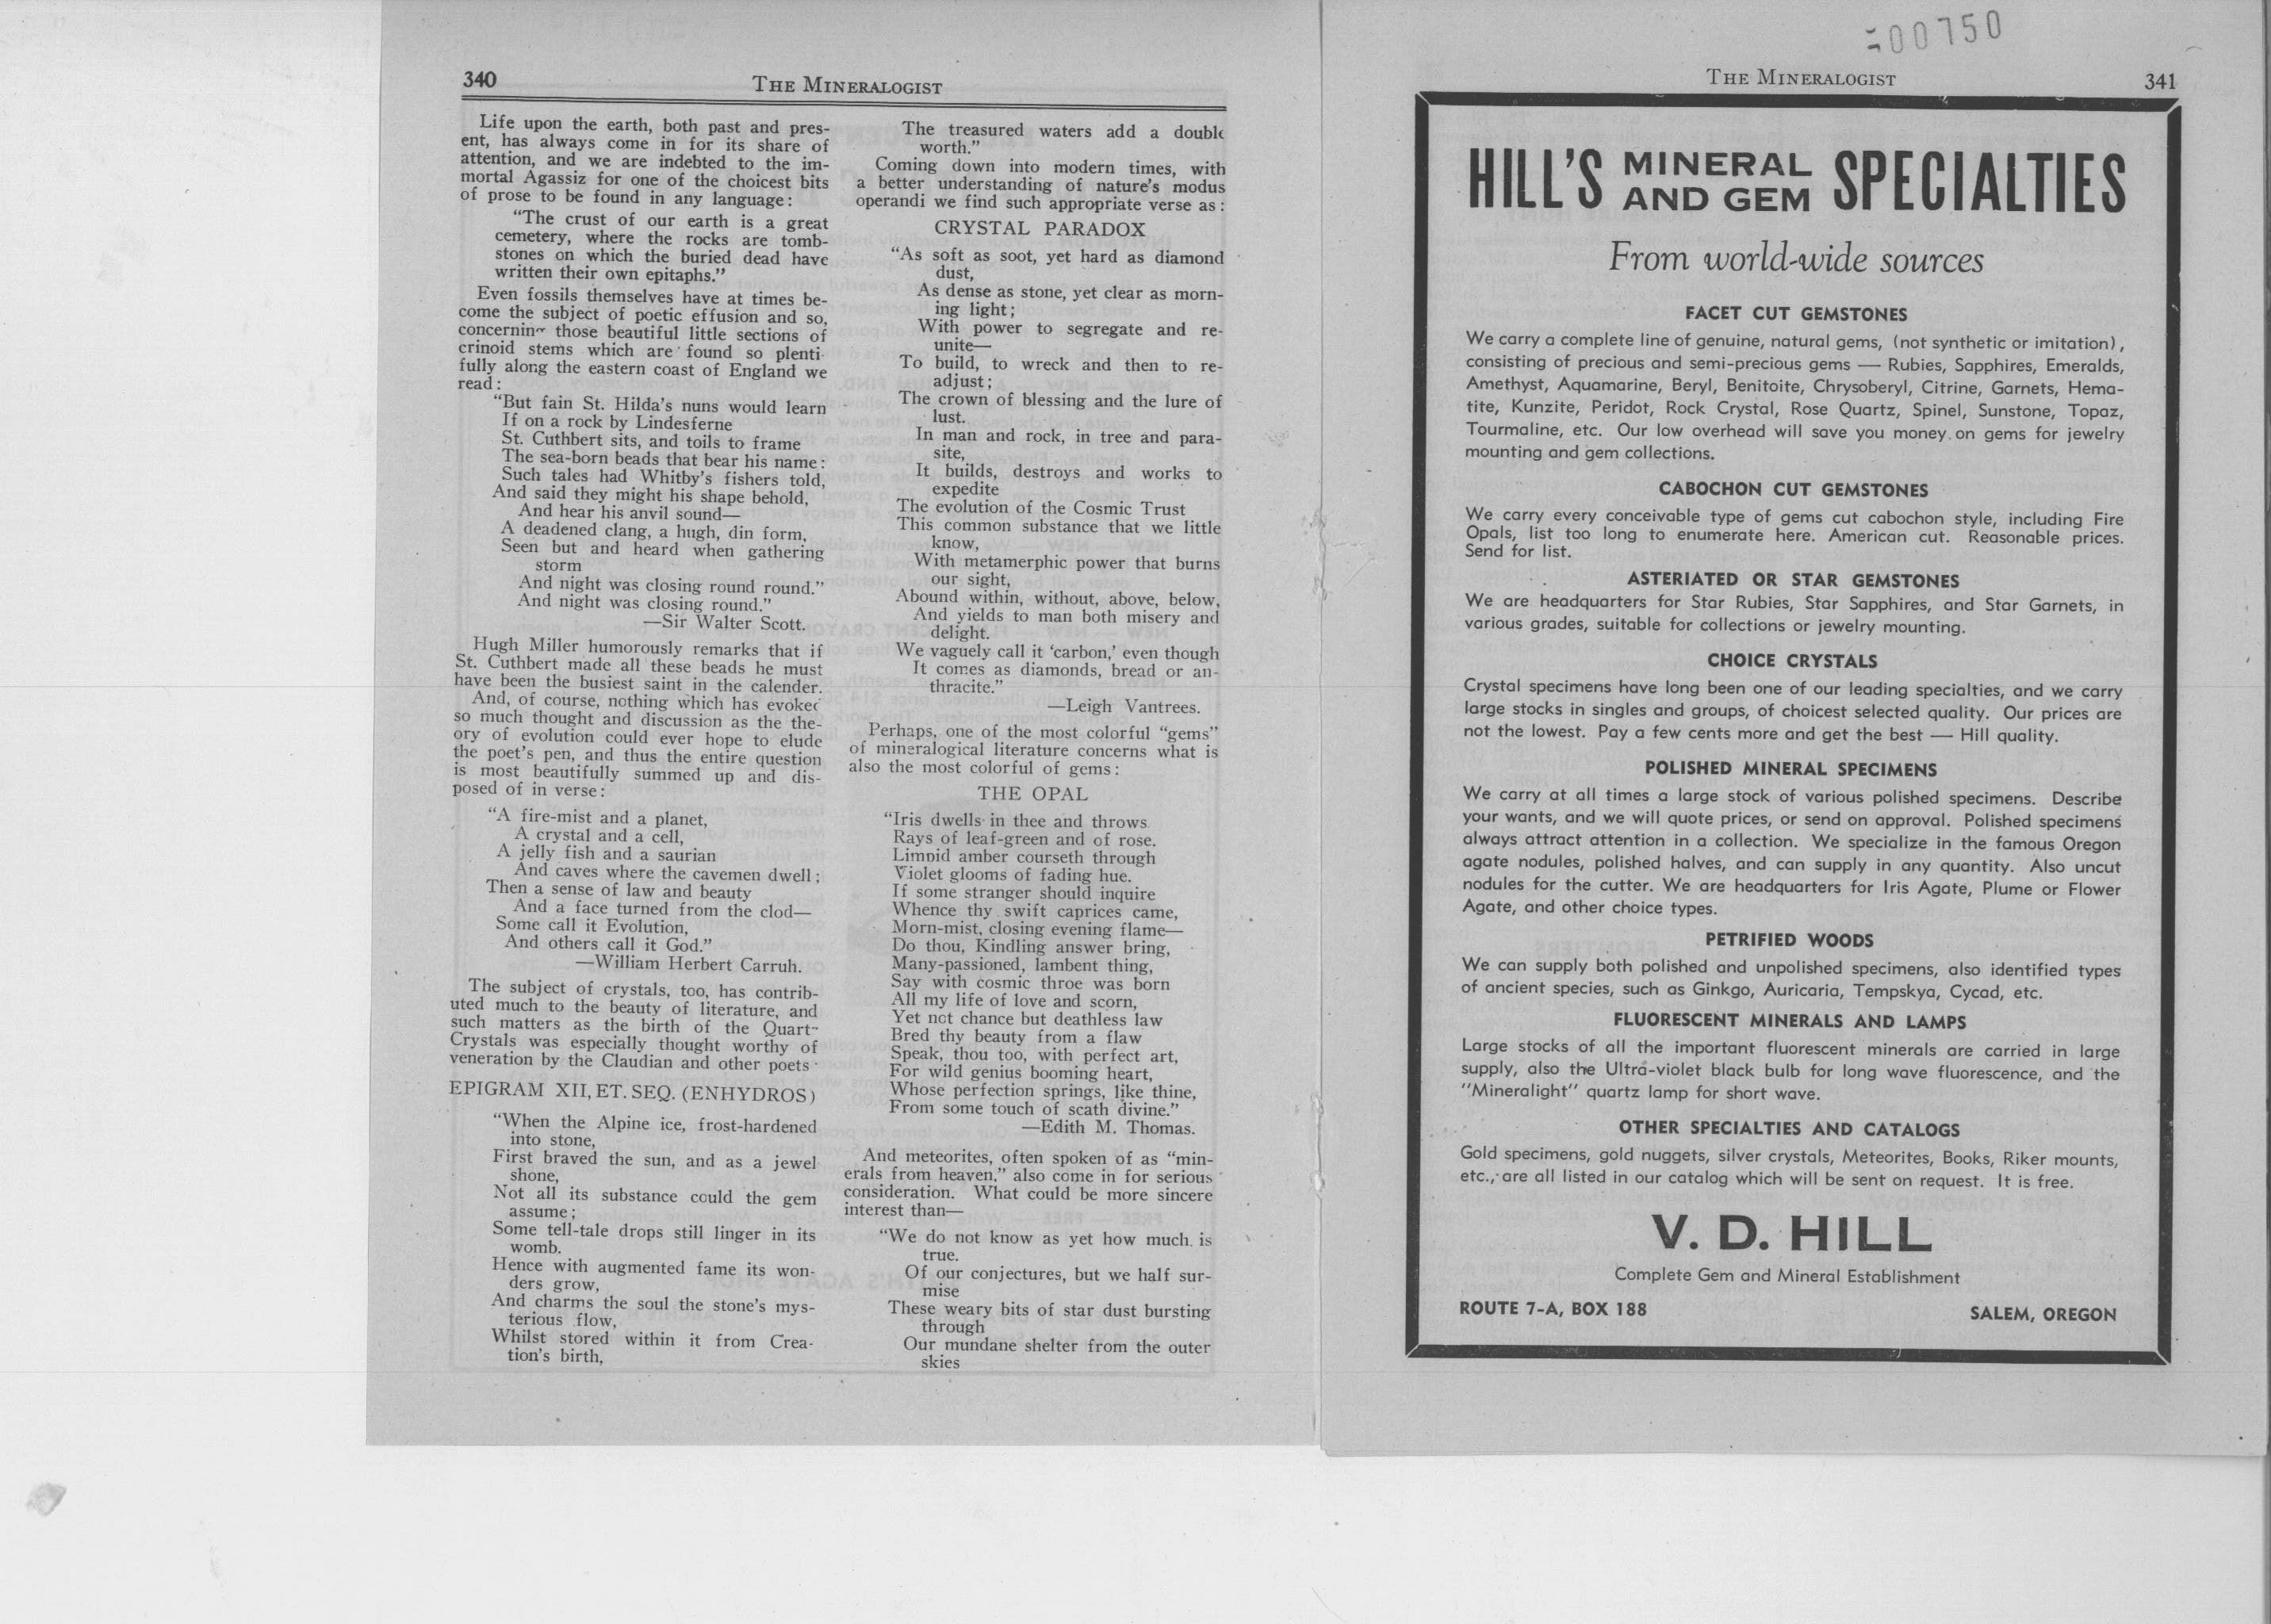 340
THE MINERALOGIST
Life upon the earth, both past and pres-
ent, has always come in for its share of
attention, and we are indebted to the im-
mortal Agassiz for one of the choicest bits
of prose to be found in any language:
"The crust of our earth is a great
cemetery, where the rocks are tomb-
stones on which the buried dead have
written their own epitaphs."
Even fossils themselves have at times be-
come the subject of poetic effusion and so,
concerning those beautiful little sections of
crinoid stems which are found so plenti-
fully along the eastern coast of England we
read:
"But fain St. Hilda's nuns would learn
If on a rock by Lindesferne
St. Cuthbert sits, and toils to frame
The sea-born beads that bear his name:
Such tales had Whitby's fishers told,
And said they might his shape behold,
And hear his anvil sound—
A deadened clang, a hugh, din form,
Seen but and heard when gathering
storm
And night was closing round round."
And night was closing round."
—Sir Walter Scott.
Hugh Miller humorously remarks that if
St. Cuthbert made all these beads he must
have been the busiest saint in the calender.
And, of course, nothing which has evoked
so much thought and discussion as the the-
ory of evolution could ever hope to elude
the poet's pen, and thus the entire question
is most beautifully summed up and dis-
posed of in verse:
"A fire-mist and a planet,
A crystal and a cell,
A jelly fish and a saurian
And caves where the cavemen dwell;
Then a sense of law and beauty
And a face turned from the clod—
Some call it Evolution,
And others call it God."
—William Herbert Carruh.
The subject of crystals, too, has contrib-
uted much to the beauty of literature, and
such matters as the birth of the Quart-
Crystals was especially thought worthy of
veneration by the Claudian and other poets
EPIGRAM XII, ET. SEQ. (ENHYDROS)
"When the Alpine ice, frost-hardened
into stone,
First braved the sun, and as a jewel
shone,
Not all its substance could the gem
assume;
Some tell-tale drops still linger in its
womb.
Hence with augmented fame its won-
ders grow,
And charms the soul the stone's mys-
terious flow,
Whilst stored within it from Crea-
tion's birth,
The treasured waters add a double
worth."
Coming down into modern times, with
a better understanding of nature's modus
operandi we find such appropriate verse as:
CRYSTAL PARADOX
"As soft as soot, yet hard as diamond
dust,
As dense as stone, yet clear as morn-
ing light;
With power to segregate and re-
unite—
To build, to wreck and then to re-
adjust;
The crown of blessing and the lure of
lust.
In man and rock, in tree and para-
site,
It builds, destroys and works to
expedite
The evolution of the Cosmic Trust
This common substance that we little
know,
With metamerphic power that burns
our sight,
Abound within, without, above, below,
And yields to man both misery and
delight.
We vaguely call it 'carbon,' even though
It comes as diamonds, bread or an-
thracite."
—Leigh Vantrees.
Perhaps, one of the most colorful "gems"
of mineralogical literature concerns what is
also the most colorful of gems:
THE OPAL
"Iris dwells in thee and throws
Rays of leaf-green and of rose.
Limpid amber courseth through
Violet glooms of fading hue.
If some stranger should inquire
Whence thy swift caprices came,
Morn-mist, closing evening flame—
Do thou, Kindling answer bring,
Many-passioned, lambent thing,
Say with cosmic throe was born
All my life of love and scorn,
Yet not chance but deathless law
Bred thy beauty from a flaw
Speak, thou too, with perfect art,
For wild genius booming heart,
Whose perfection springs, like thine,
From some touch of scath divine."
—Edith M. Thomas.
And meteorites, often spoken of as "min-
erals from heaven," also come in for serious
consideration. What could be more sincere
interest than—
"We do not know as yet how much is
true.
Of our conjectures, but we half sur-
mise
These weary bits of star dust bursting
through
Our mundane shelter from the outer
skies
00750
THE MINERALOGIST
341
HILL'S MINERAL AND GEM SPECIALTIES
From world-wide sources
FACET CUT GEMSTONES
We carry a complete line of genuine, natural gems, (not synthetic or imitation),
consisting of precious and semi-precious gems — Rubies, Sapphires, Emeralds,
Amethyst, Aquamarine, Beryl, Benitoite, Chrysoberyl, Citrine, Garnets, Hema-
tite, Kunzite, Peridot, Rock Crystal, Rose Quartz, Spinel, Sunstone, Topaz,
Tourmaline, etc. Our low overhead will save you money on gems for jewelry
mounting and gem collections.
CABOCHON CUT GEMSTONES
We carry every conceivable type of gems cut cabochon style, including Fire
Opals, list too long to enumerate here. American cut. Reasonable prices.
Send for list.
ASTERIATED OR STAR GEMSTONES
We are headquarters for Star Rubies, Star Sapphires, and Star Garnets, in
various grades, suitable for collections or jewelry mounting.
CHOICE CRYSTALS
Crystal specimens have long been one of our leading specialties, and we carry
large stocks in singles and groups, of choicest selected quality. Our prices are
not the lowest. Pay a few cents more and get the best — Hill quality.
POLISHED MINERAL SPECIMENS
We carry at all times a large stock of various polished specimens. Describe
your wants, and we will quote prices, or send on approval. Polished specimens
always attract attention in a collection. We specialize in the famous Oregon
agate nodules, polished halves, and can supply in any quantity. Also uncut
nodules for the cutter. We are headquarters for Iris Agate, Plume or Flower
Agate, and other choice types.
PETRIFIED WOODS
We can supply both polished and unpolished specimens, also identified types
of ancient species, such as Ginkgo, Auricaria, Tempskya, Cycad, etc.
FLUORESCENT MINERALS AND LAMPS
Large stocks of all the important fluorescent minerals are carried in large
supply, also the Ultra-violet black bulb for long wave fluorescence, and the
"Mineralight" quartz lamp for short wave.
OTHER SPECIALTIES AND CATALOGS
Gold specimens, gold nuggets, silver crystals, Meteorites, Books, Riker mounts,
etc., are all listed in our catalog which will be sent on request. It is free.
V. D. HILL
Complete Gem and Mineral Establishment
ROUTE 7-A, BOX 188
SALEM, OREGON